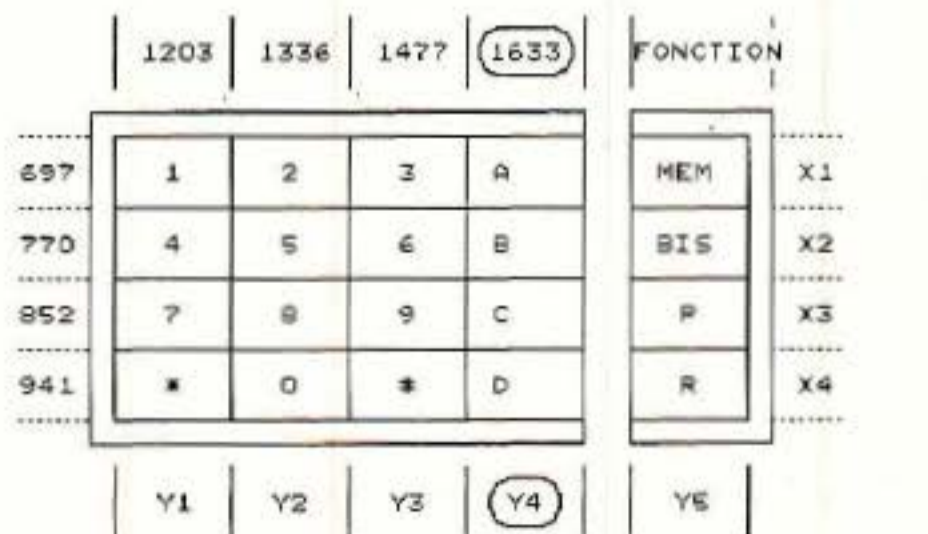 1203 1336 1477 1633 FONCTION
697 1 2 3 A MEM X1
770 4 5 6 B BIS X2
852 7 8 9 C P X3
941 * 0 # D R X4
Y1 Y2 Y3 Y4 Y5